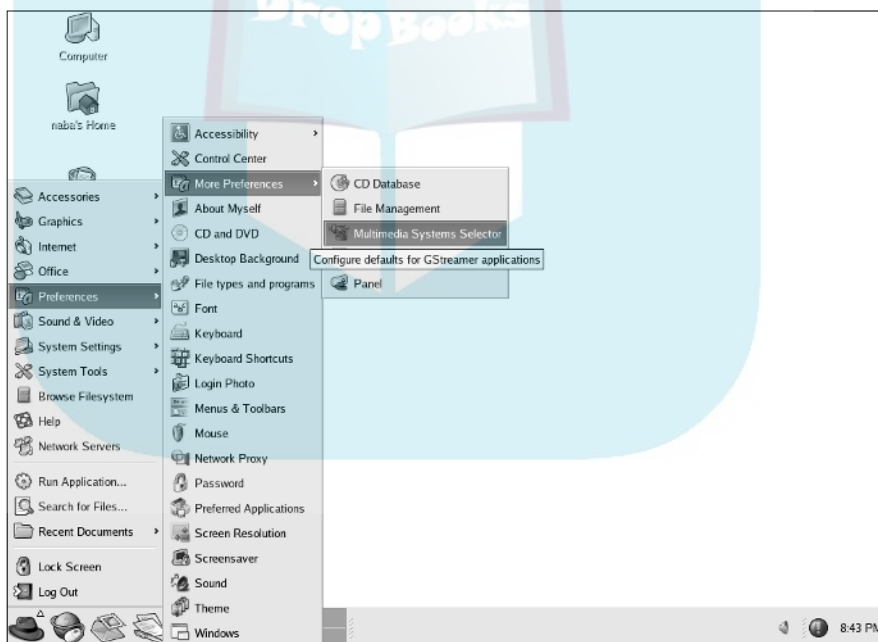 DropBooks
Computer
naba's Home
Accessories
Graphics
Internet
Office
Preferences
Sound & Video
System Settings
System Tools
Browse Filesystem
Help
Network Servers
Run Application...
Search for Files...
Recent Documents
Lock Screen
Log Out
Accessibility
Control Center
More Preferences
About Myself
CD and DVD
Desktop Background
File types and programs
Font
Keyboard
Keyboard Shortcuts
Login Photo
Menus & Toolbars
Mouse
Network Proxy
Password
Preferred Applications
Screen Resolution
Screensaver
Sound
Theme
Windows
CD Database
File Management
Multimedia Systems Selector
Configure defaults for GStreamer applications
Panel
8:43 PM